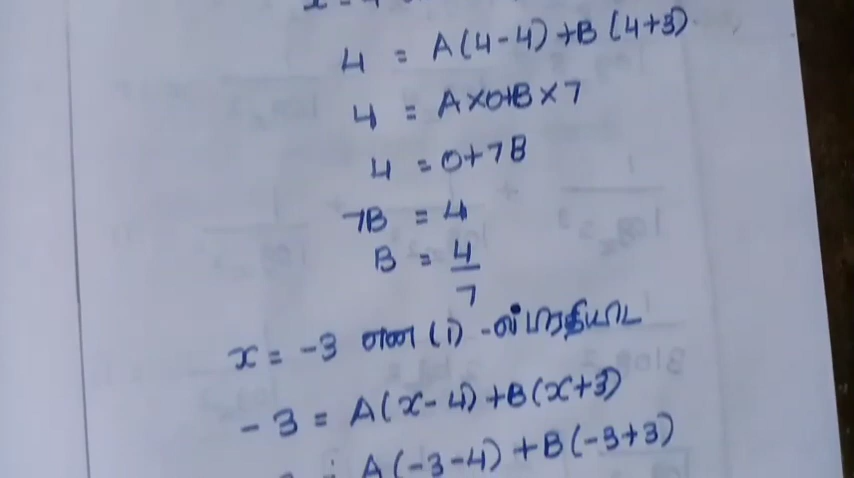 4 = A(4-4)+B(4+3)
4 = A×0+B×7
4 = 0+7B
7B = 4
B = 4/7
x = -3 என (1) -ல் பிரதியிட
-3 = A(x-4)+B(x+3)
A(-3-4)+B(-3+3)